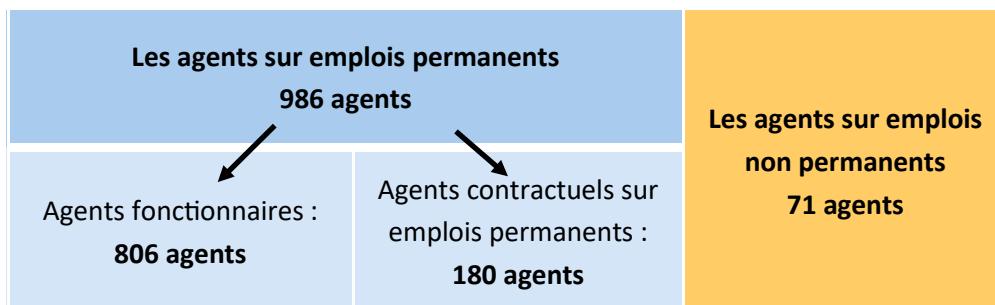 Les agents sur emplois permanents
986 agents
Agents fonctionnaires :
806 agents
Agents contractuels sur
emplois permanents :
180 agents
Les agents sur emplois
non permanents
71 agents